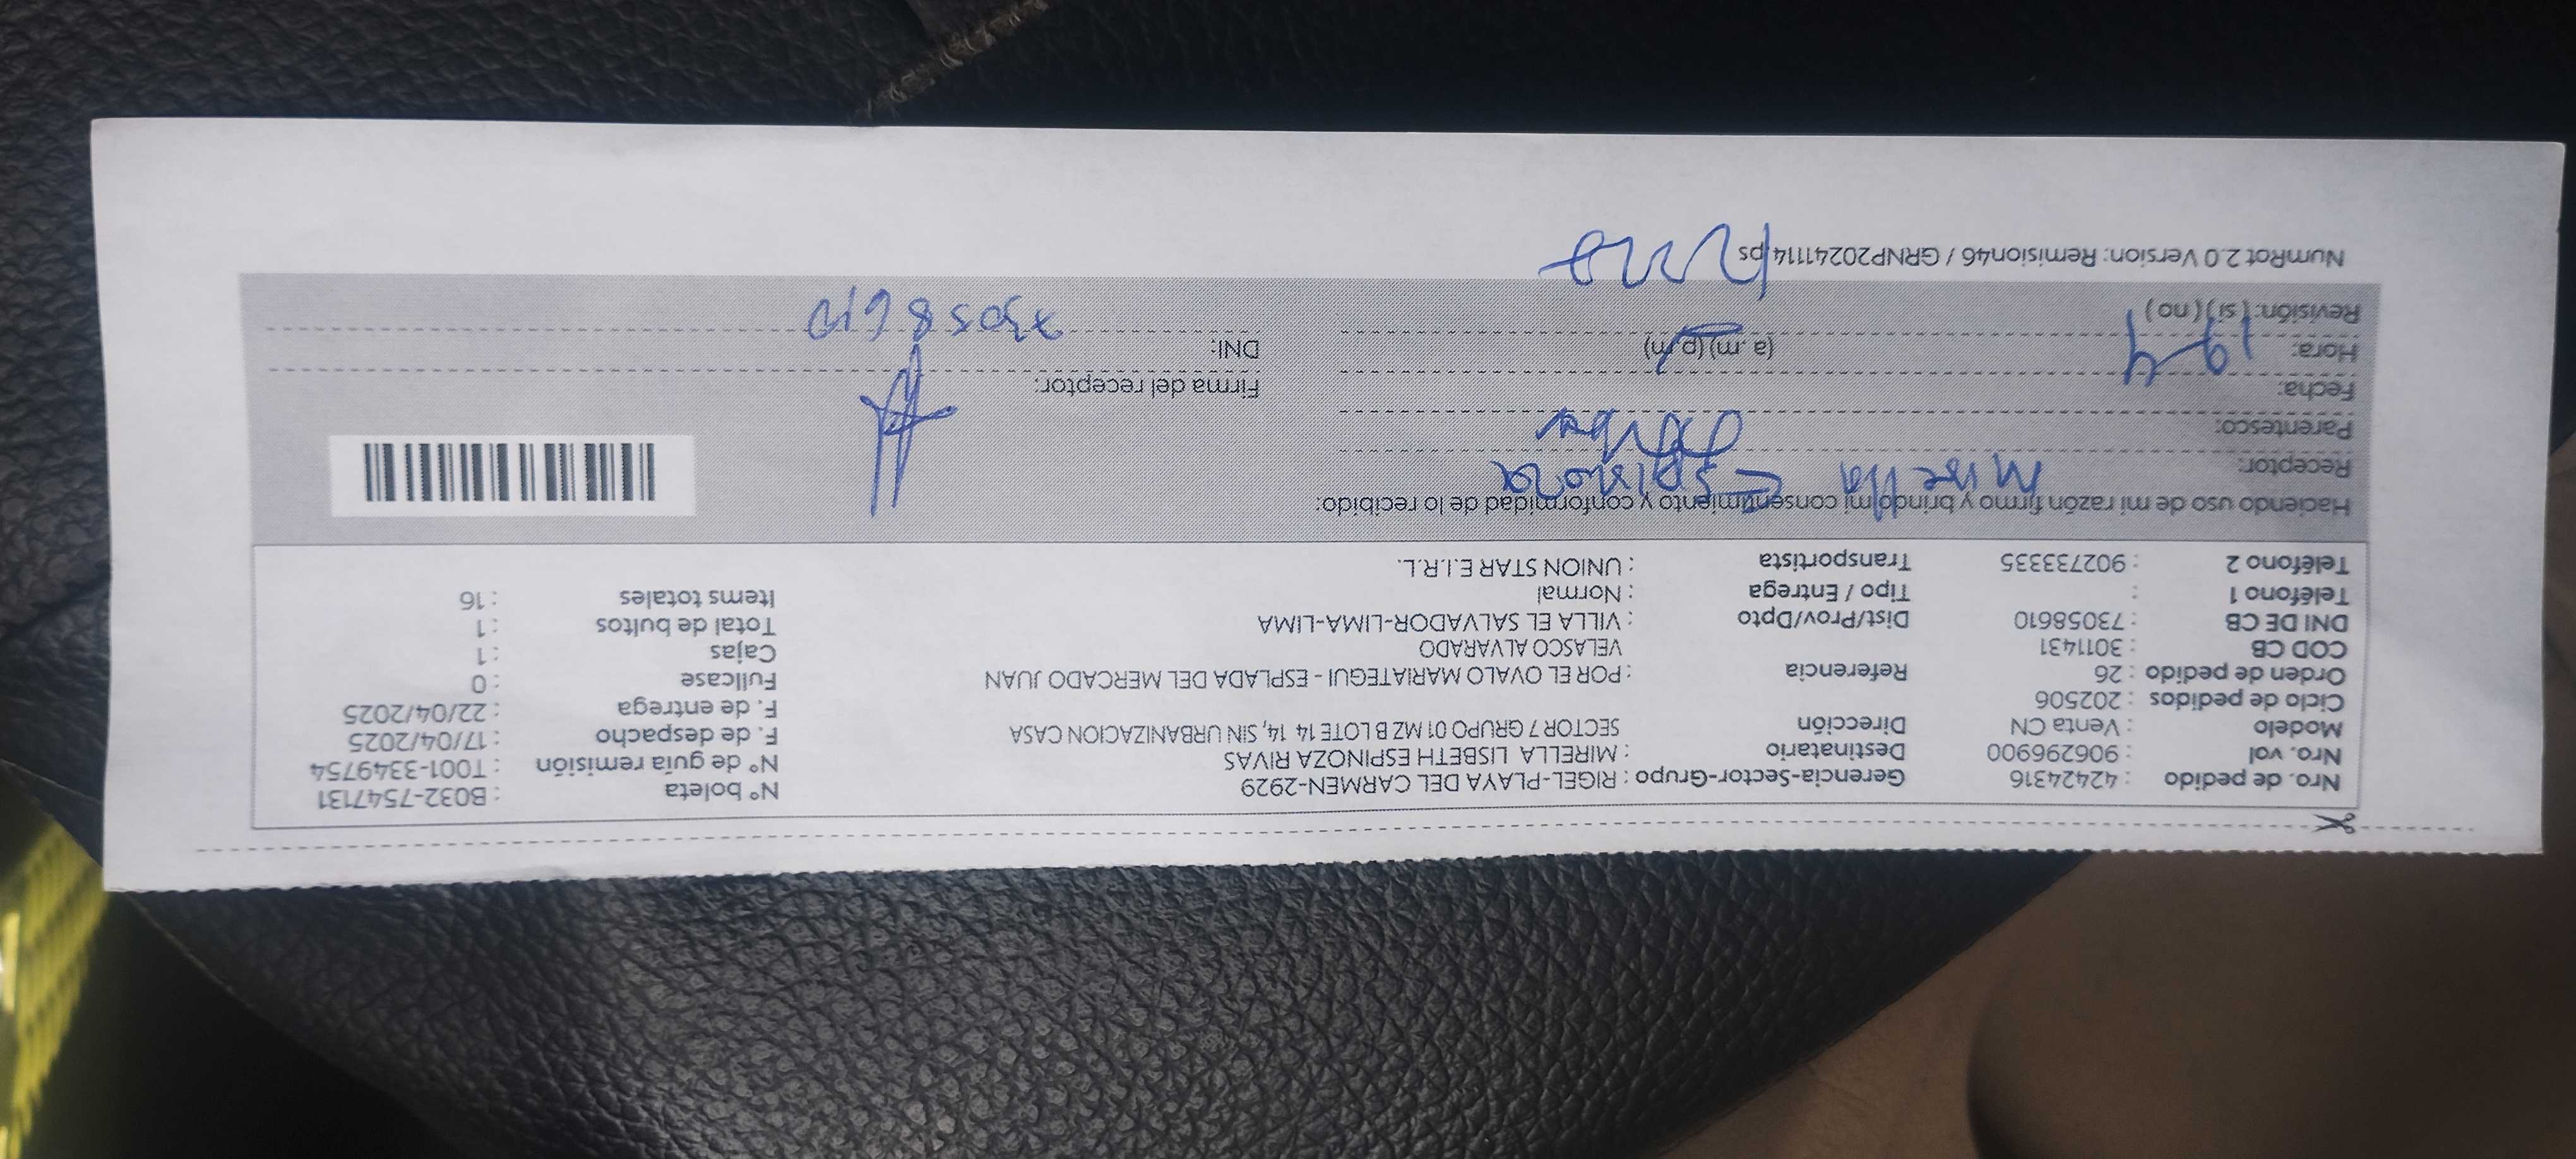 Nro. de pedido : 42424316 Gerencia-Sector-Grupo : RIGEL-PLAYA DEL CARMEN-2929 N° boleta : B032-7547131
Nro. vol : 906296900 Destinatario : MIRELLA LISBETH ESPINOZA RIVAS N° de guía remisión : T001-3349754
Modelo : Venta CN Dirección SECTOR 7 GRUPO 01 MZ B LOTE 14 14, SIN URBANIZACION CASA F. de despacho : 17/04/2025
Ciclo de pedidos : 202506 F. de entrega : 22/04/2025
Orden de pedido : 26 Referencia : POR EL OVALO MARIATEGUI - ESPLADA DEL MERCADO JUAN Fullcase : 0
COD CB : 3011431 VELASCO ALVARADO Cajas : 1
DNI DE CB : 73058610 Dist/Prov/Dpto : VILLA EL SALVADOR-LIMA-LIMA Total de bultos : 1
Teléfono 1 : Tipo / Entrega : Normal Items totales : 16
Teléfono 2 : 902733335 Transportista : UNION STAR E.I.R.L.
Haciendo uso de mi razón firmo y brindo mi consentimiento y conformidad de lo recibido:
Receptor: Mirella Espinoza
Parentesco:
Fecha: 19-4 Firma del receptor:
Hora: (a. m) (p. m) DNI: 73058610
Revisión: ( si ) ( no )
NumRot 2.0 Version: Remision46 / GRNP20241114.ps